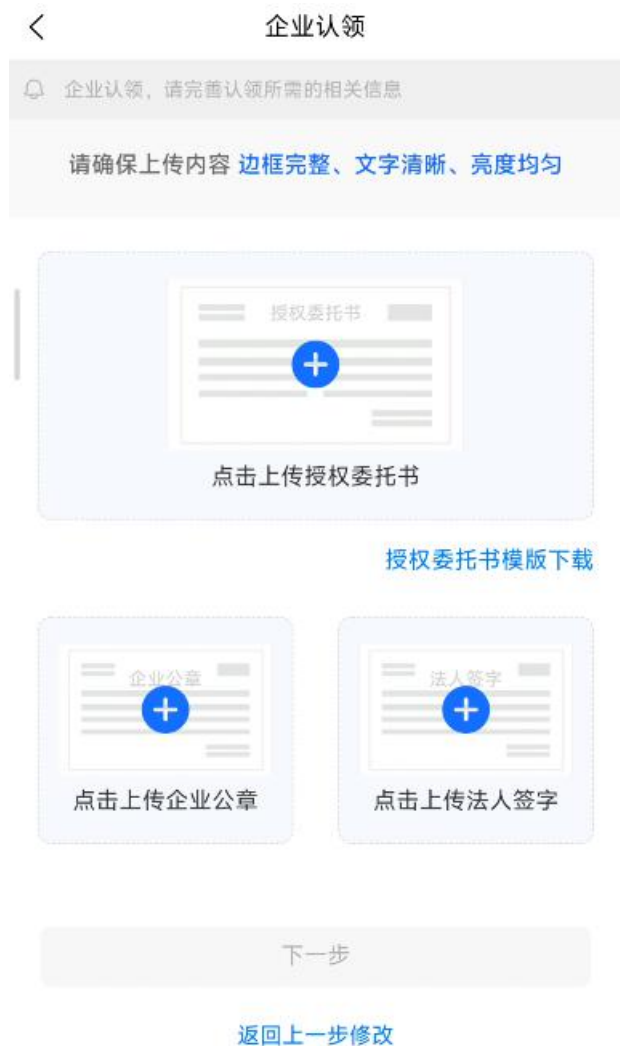 企业认领
企业认领，请完善认领所需的相关信息
请确保上传内容 边框完整、文字清晰、亮度均匀
授权委托书
点击上传授权委托书
授权委托书模版下载
企业公章
法人签字
点击上传企业公章
点击上传法人签字
下一步
返回上一步修改